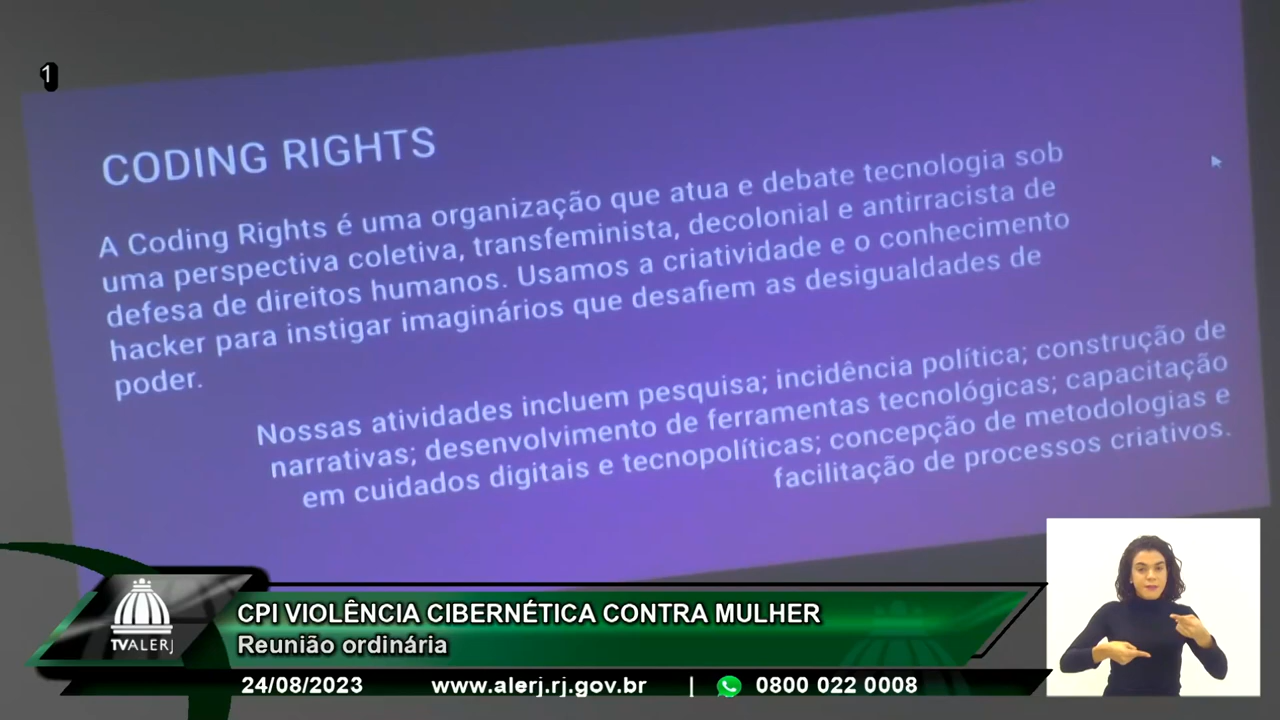 1
CODING RIGHTS
A Coding Rights é uma organização que atua e debate tecnologia sob
uma perspectiva coletiva, transfeminista, decolonial e antirracista de
defesa de direitos humanos. Usamos a criatividade e o conhecimento
hacker para instigar imaginários que desafiem as desigualdades de
poder.
Nossas atividades incluem pesquisa; incidência política; construção de
narrativas; desenvolvimento de ferramentas tecnológicas; capacitação
em cuidados digitais e tecnopolíticas; concepção de metodologias e
facilitação de processos criativos.
TVALERJ
CPI VIOLÊNCIA CIBERNÉTICA CONTRA MULHER
Reunião ordinária
24/08/2023 www.alerj.rj.gov.br | 0800 022 0008